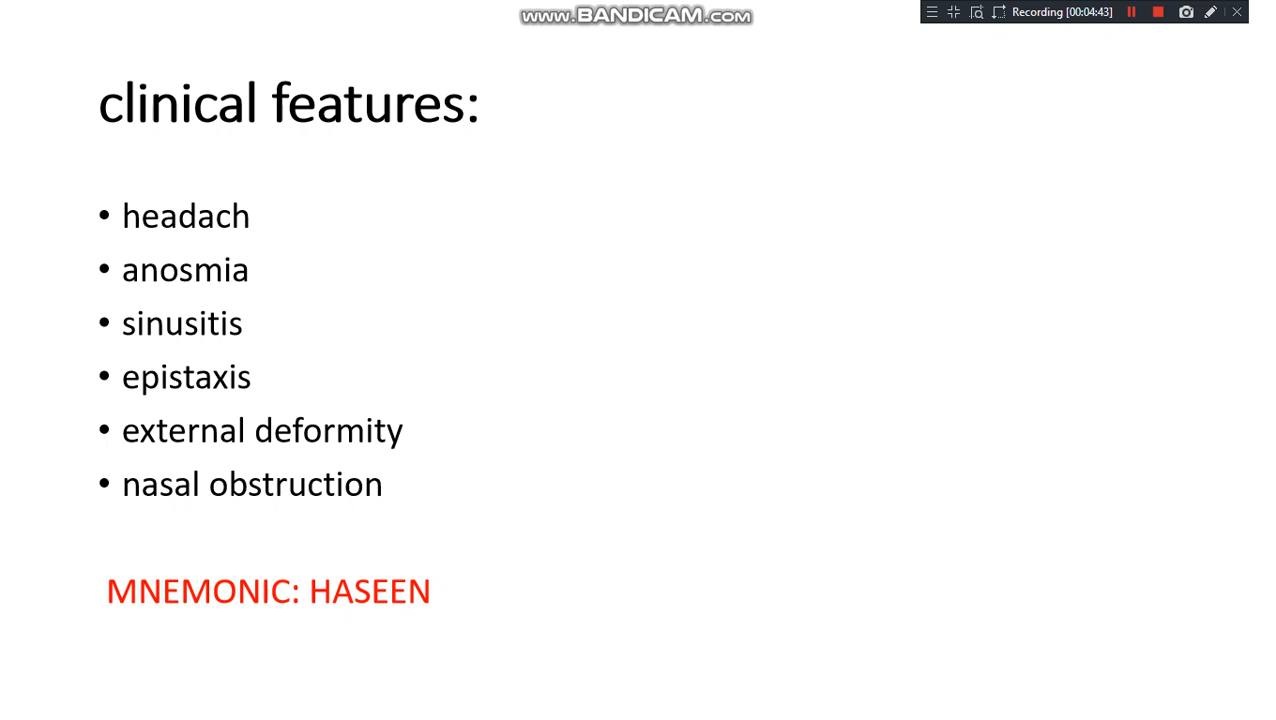 www.BANDICAM.com
Recording [00:04:43]
clinical features:
• headach
• anosmia
• sinusitis
• epistaxis
• external deformity
• nasal obstruction
MNEMONIC: HASEEN